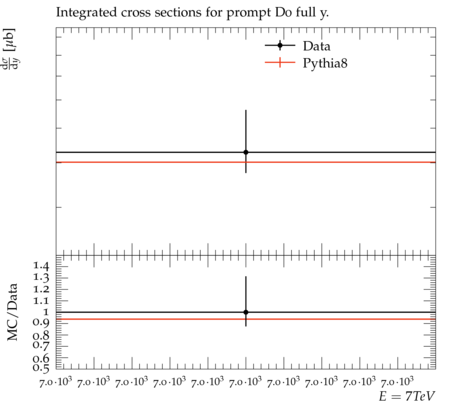 Integrated cross sections for prompt Do full y.
dσ/dy [μb]
Data
Pythia8
MC/Data
1.4
1.3
1.2
1.1
1
0.9
0.8
0.7
0.6
0.5
7.0·10³ 7.0·10³ 7.0·10³ 7.0·10³ 7.0·10³ 7.0·10³ 7.0·10³ 7.0·10³ 7.0·10³ 7.0·10³
E = 7TeV